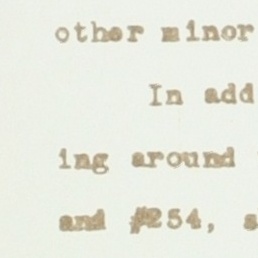 other minor
In add
ing around
and #254, s